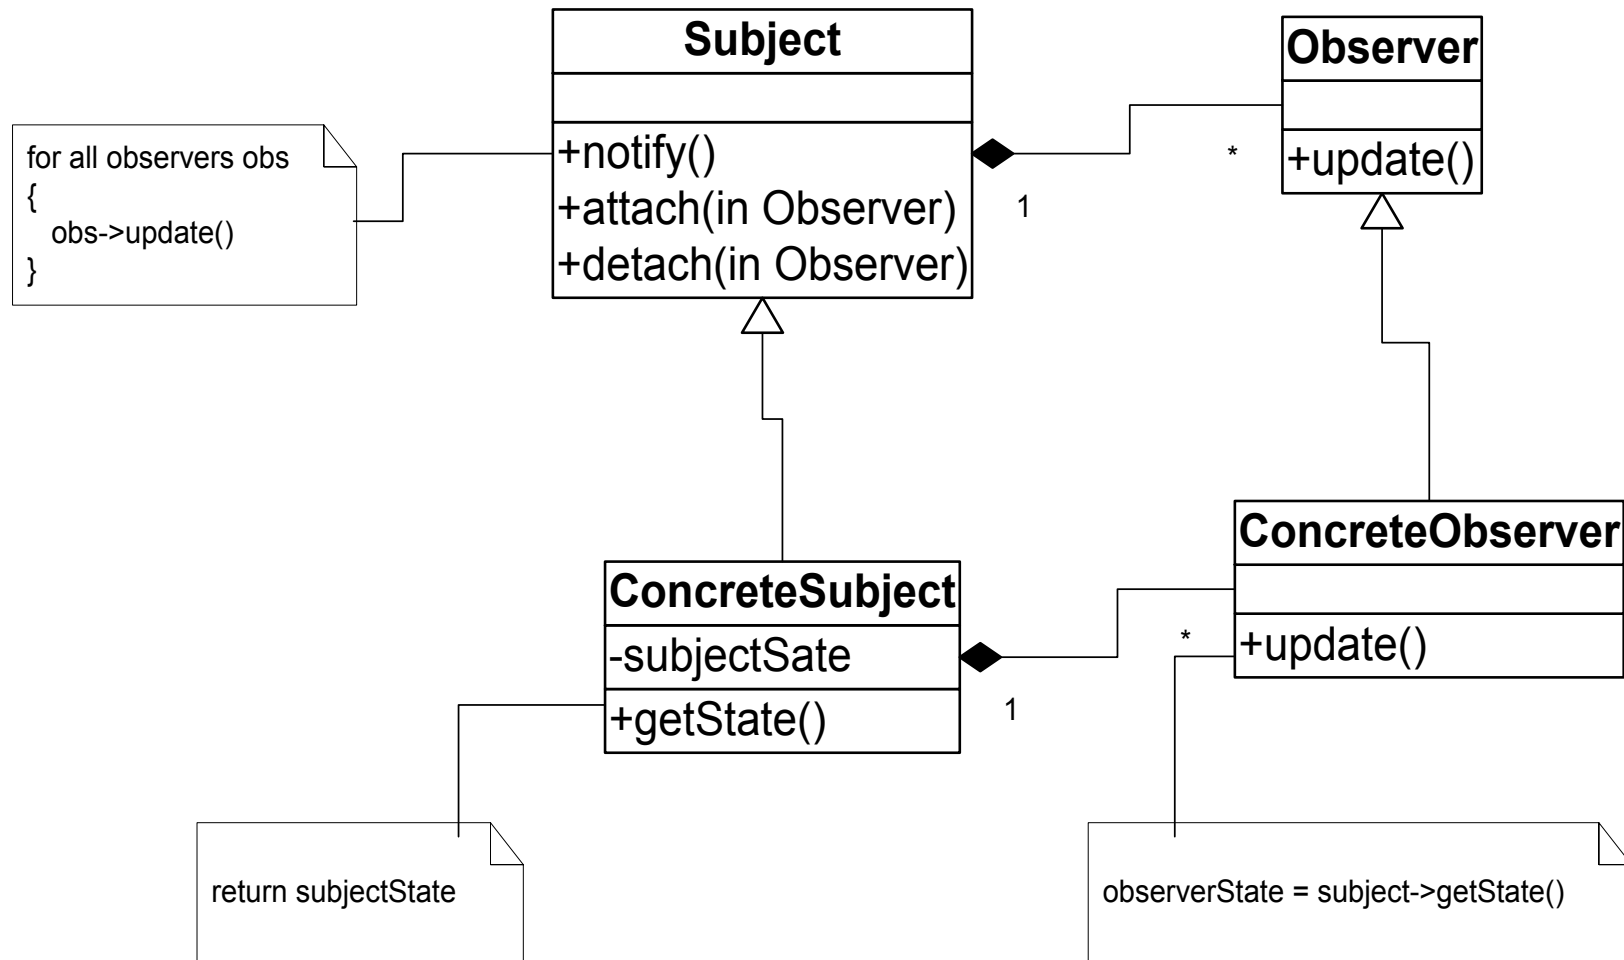 Subject
+notify()
+attach(in Observer)
+detach(in Observer)
Observer
+update()
for all observers obs
{
obs->update()
}
1
*
ConcreteSubject
-subjectSate
+getState()
ConcreteObserver
+update()
1
*
return subjectState
observerState = subject->getState()